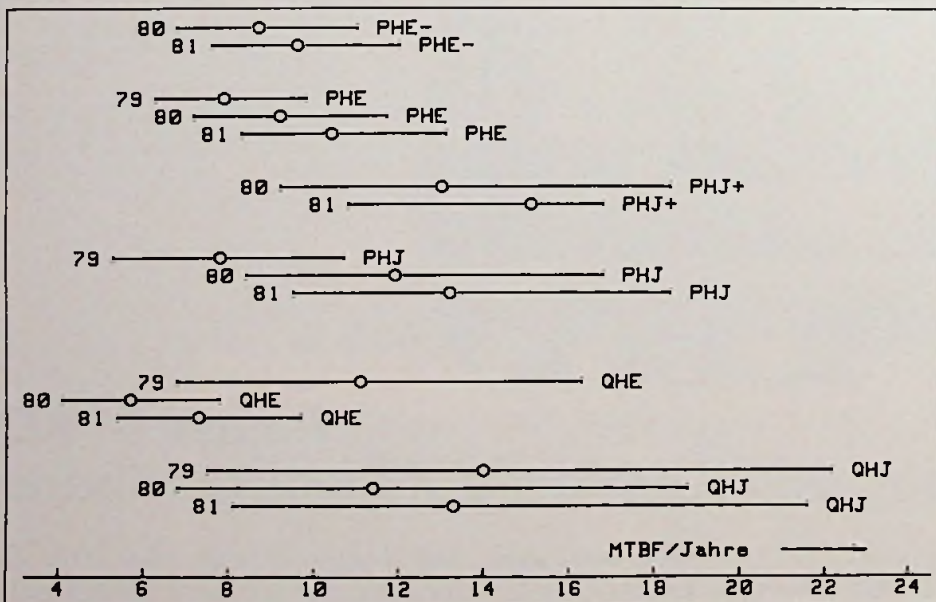 80 PHE-
81 PHE-
79 PHE
80 PHE
81 PHE
80 PHJ+
81 PHJ+
79 PHJ
80 PHJ
81 PHJ
79 QHE
80 QHE
81 QHE
79 QHJ
80 QHJ
81 QHJ
MTBF/Jahre
4 6 8 10 12 14 16 18 20 22 24